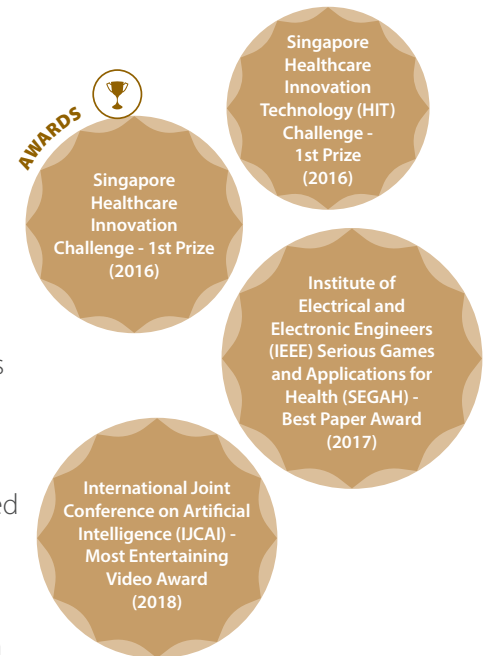 AWARDS
Singapore
Healthcare
Innovation
Technology (HIT)
Challenge -
1st Prize
(2016)
Singapore
Healthcare
Innovation
Challenge - 1st Prize
(2016)
Institute of
Electrical and
Electronic Engineers
(IEEE) Serious Games
and Applications for
Health (SEGAH) -
Best Paper Award
(2017)
s
ed
International Joint
Conference on Artificial
Intelligence (IJCAI) -
Most Entertaining
Video Award
(2018)